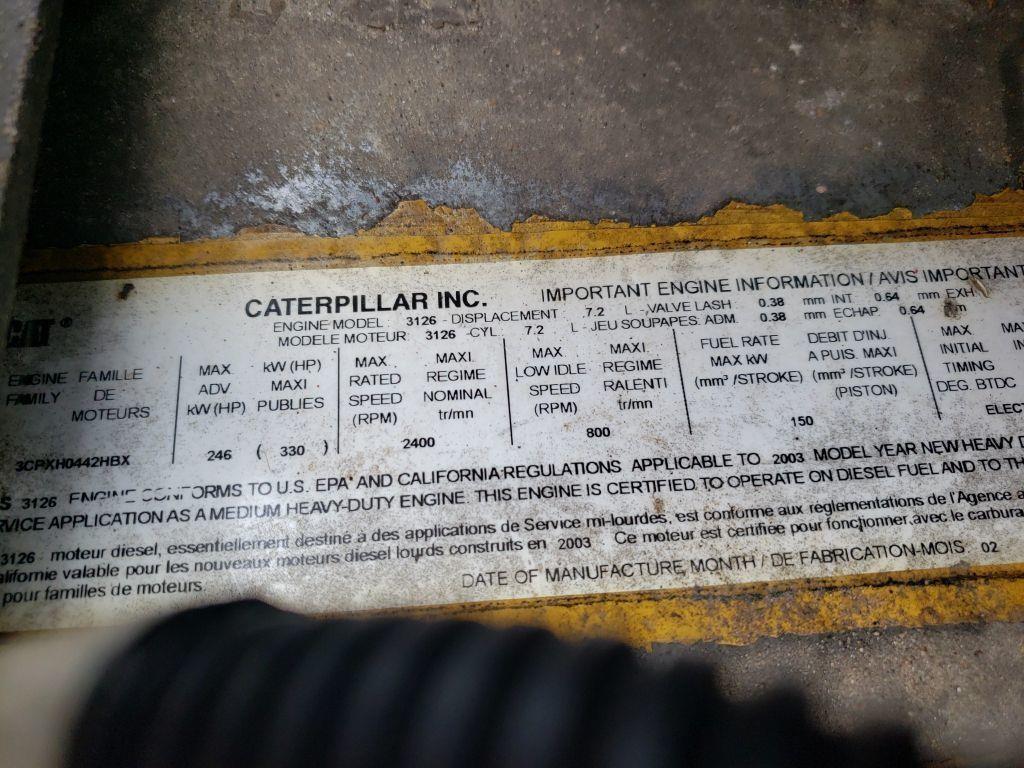 CATERPILLAR INC. IMPORTANT ENGINE INFORMATION / AVIS IMPORTANT
ENGINE MODEL: 3126 - DISPLACEMENT: 7.2 L - VALVE LASH: 0.38 mm INT. 0.64 mm EXH
MODELE MOTEUR: 3126 -CYL. 7.2 L - JEU SOUPAPES: ADM. 0.38 mm ECHAP. 0.64
CAT ®
ENGINE FAMILLE
FAMILY DE
MOTEURS
3CPXH0442HBX
MAX. kW (HP)
ADV. MAXI
kW (HP) PUBLIES
246 ( 330 )
MAX. MAXI.
RATED REGIME
SPEED NOMINAL
(RPM) tr/mn
2400
MAX. MAXI.
LOW IDLE REGIME
SPEED RALENTI
(RPM) tr/mn
800
FUEL RATE DEBIT D'INJ.
MAX kW A PUIS. MAXI
(mm³ /STROKE) (mm³ /STROKE)
(PISTON)
150
MAX
INITIAL
TIMING
DEG. BTDC
3126 ENGINE CONFORMS TO U.S. EPA AND CALIFORNIA REGULATIONS APPLICABLE TO 2003 MODEL YEAR NEW HEAVY
APPLICATION AS A MEDIUM HEAVY-DUTY ENGINE. THIS ENGINE IS CERTIFIED TO OPERATE ON DIESEL FUEL AND TO
3126 - moteur diesel, essentiellement destiné à des applications de Service mi-lourdes, est conforme aux reglementations de l'Agence
valable pour les nouveaux moteurs diesel lourds construits en 2003 Ce moteur est certifiée pour fonctionner avec le
pour familles de moteurs.
DATE OF MANUFACTURE MONTH / DE FABRICATION-MOIS 02